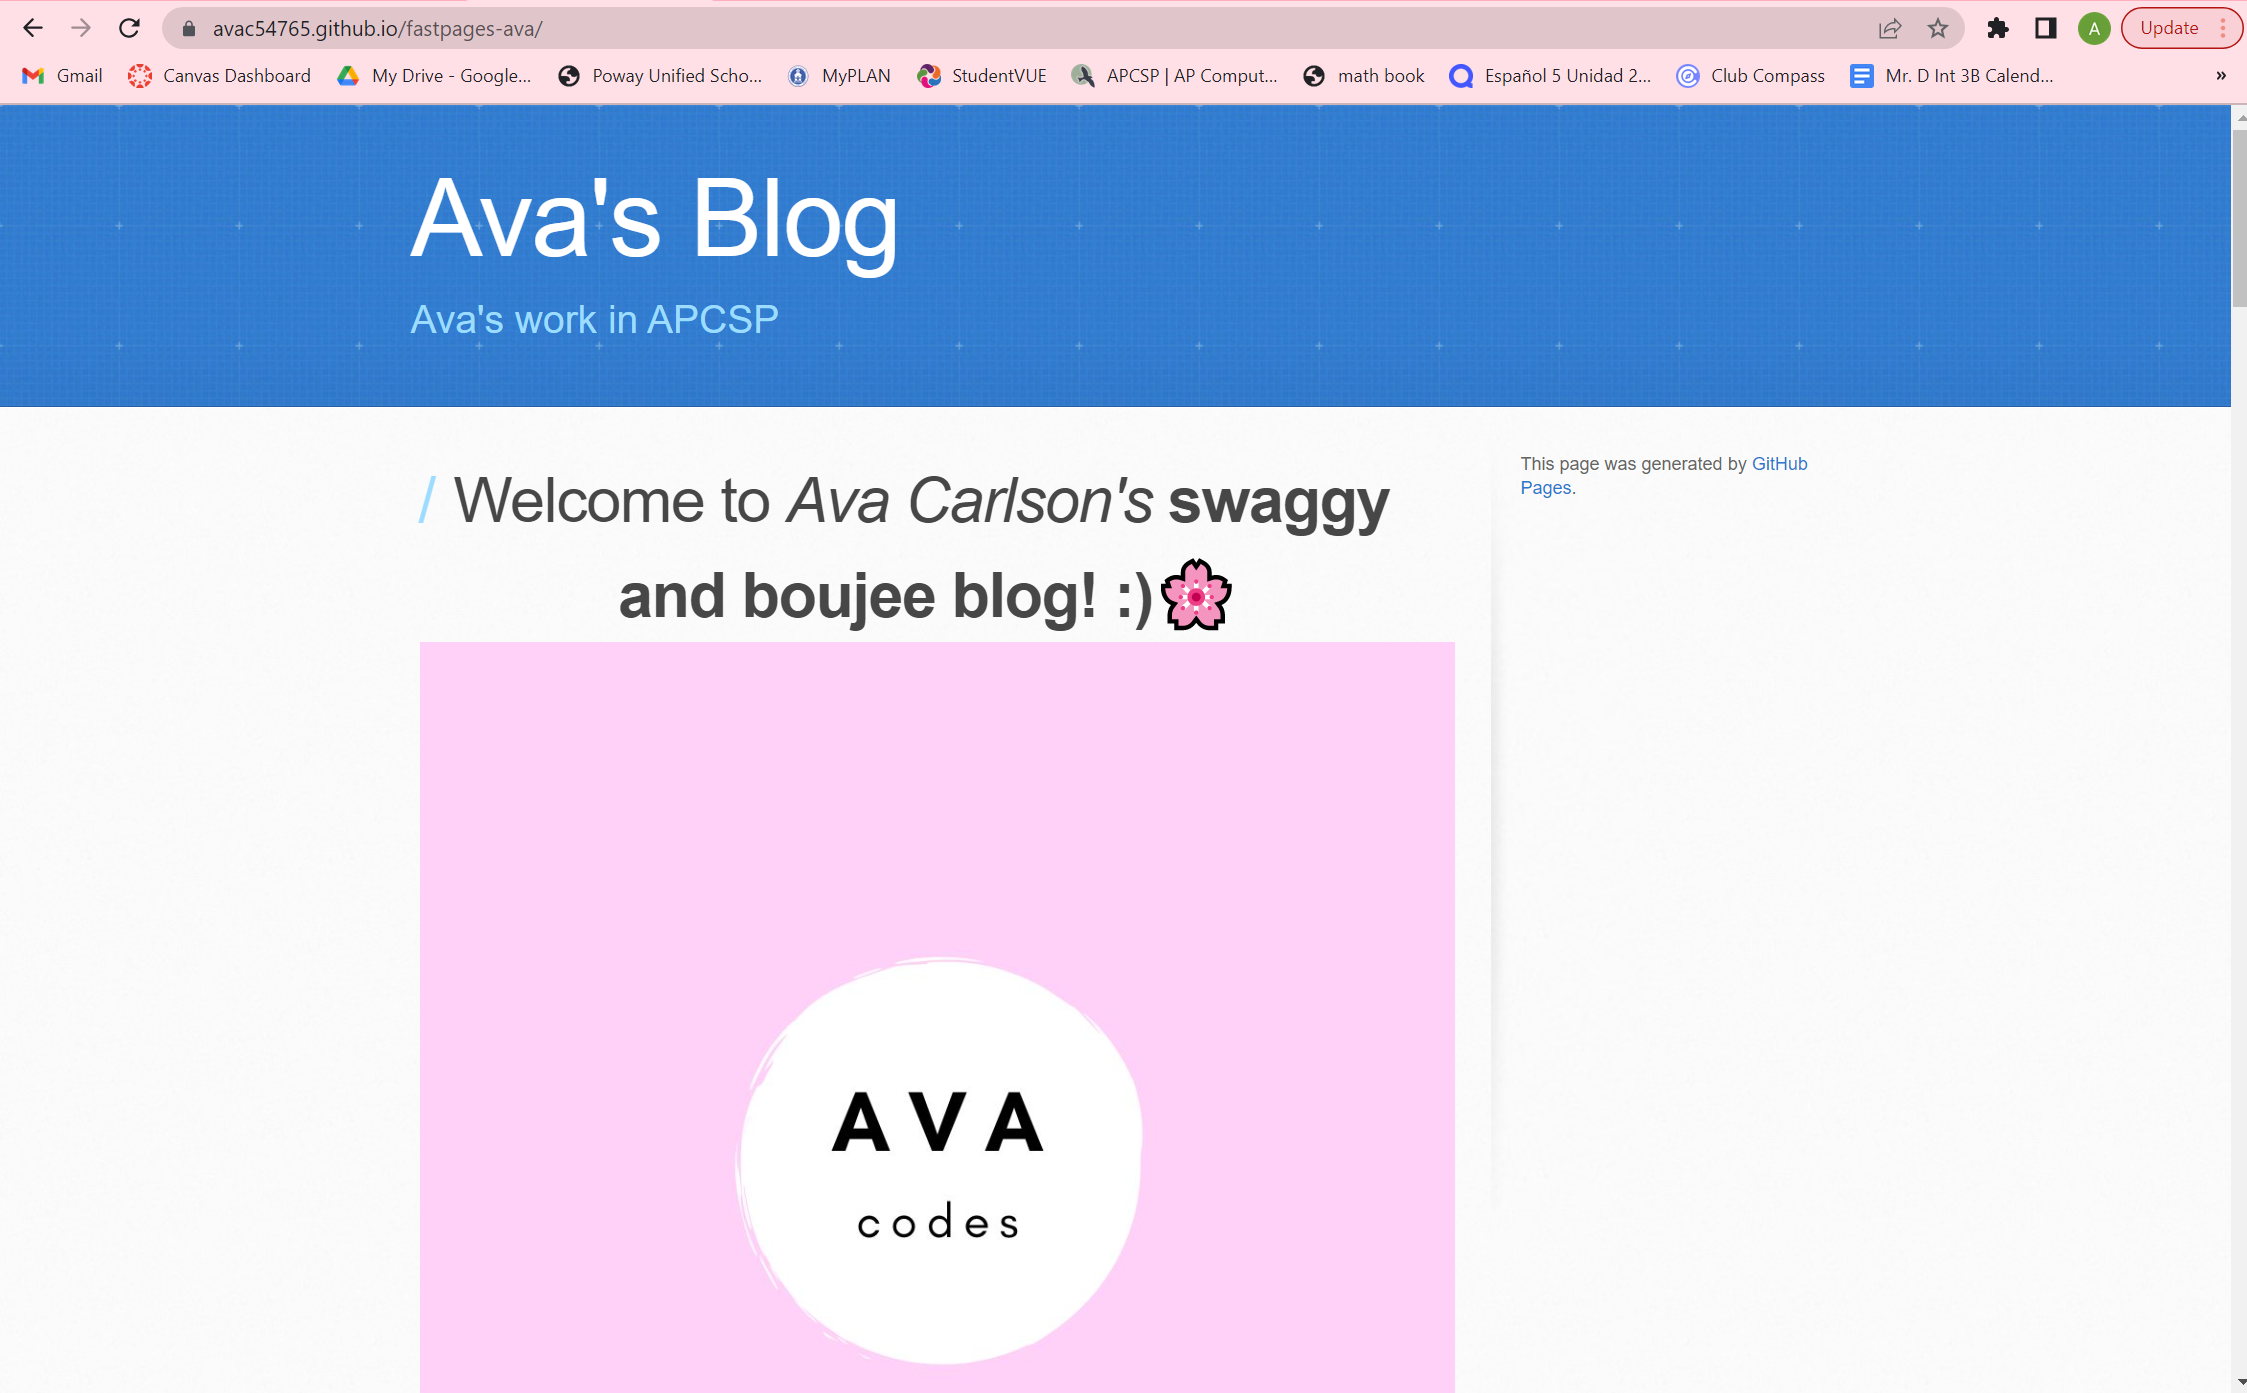 avac54765.github.io/fastpages-ava/
A
Update
Gmail
Canvas Dashboard
My Drive - Google...
Poway Unified Scho...
MyPLAN
StudentVUE
APCSP | AP Comput...
math book
Español 5 Unidad 2...
Club Compass
Mr. D Int 3B Calend...
»
Ava's Blog
Ava's work in APCSP
/ Welcome to Ava Carlson's swaggy
and boujee blog! :)🌸
This page was generated by GitHub
Pages.
AVA
codes